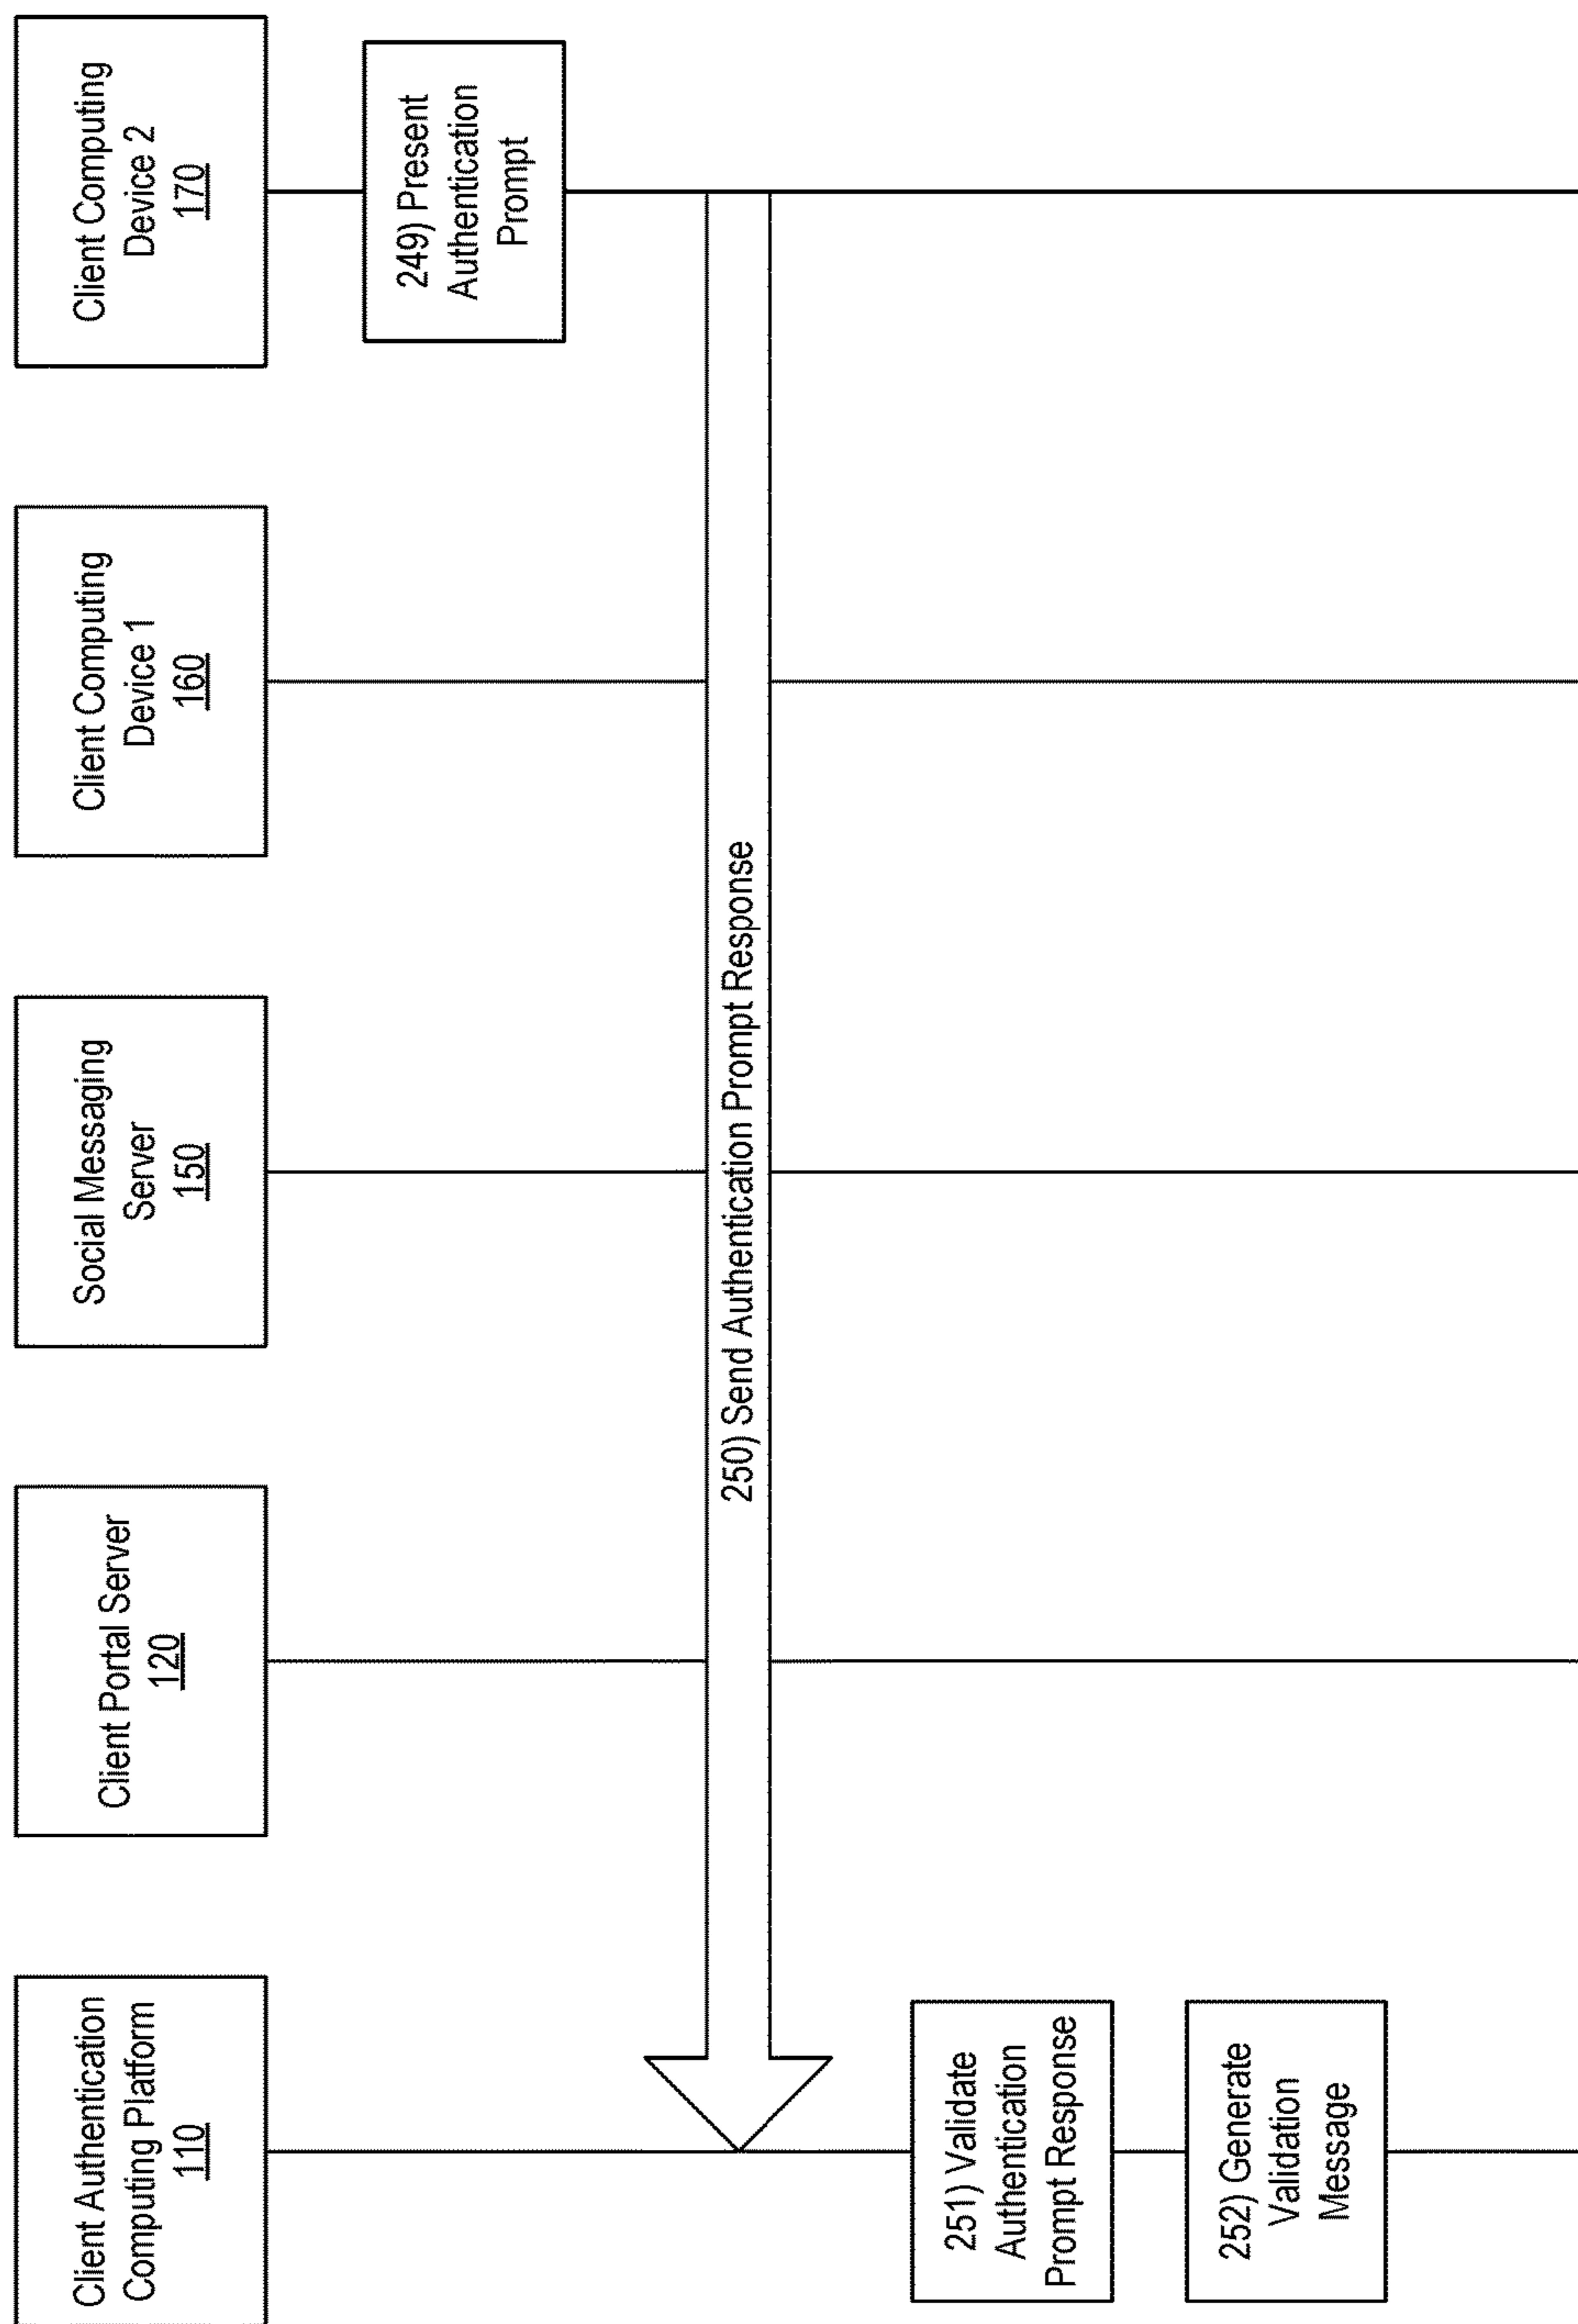 Client Authentication
Computing Platform
110
Client Portal Server
120
Social Messaging
Server
150
Client Computing
Device 1
160
Client Computing
Device 2
170
249) Present
Authentication
Prompt
250) Send Authentication Prompt Response
251) Validate
Authentication
Prompt Response
252) Generate
Validation
Message